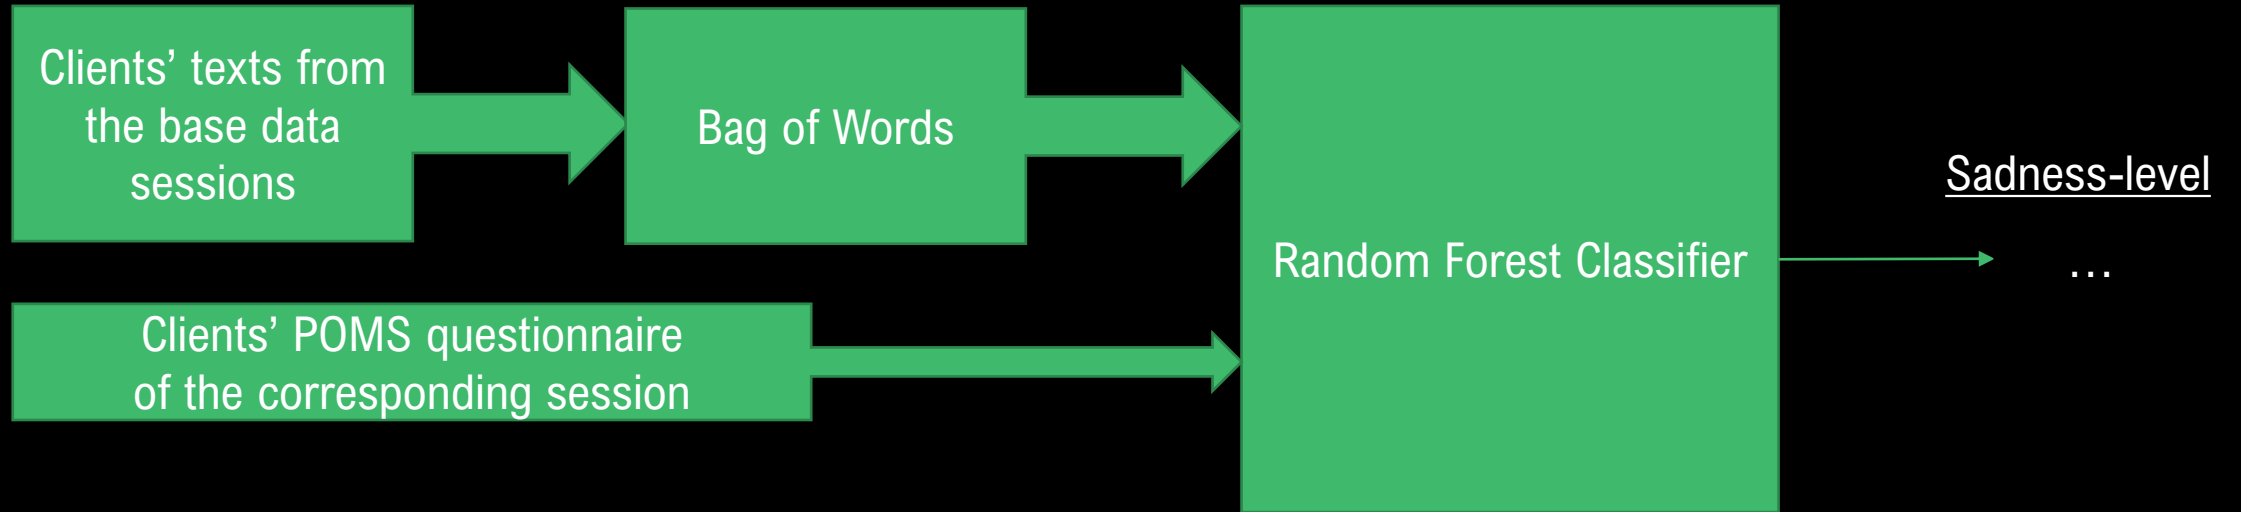 Clients’ texts from
the base data
sessions
Bag of Words
Clients’ POMS questionnaire
of the corresponding session
Random Forest Classifier
Sadness-level
…